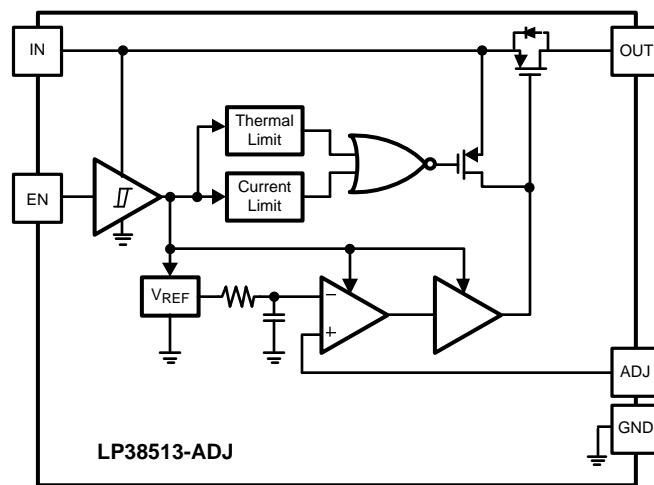 IN
OUT
Thermal
Limit
EN
Current
Limit
VREF
−
+
ADJ
GND
LP38513-ADJ